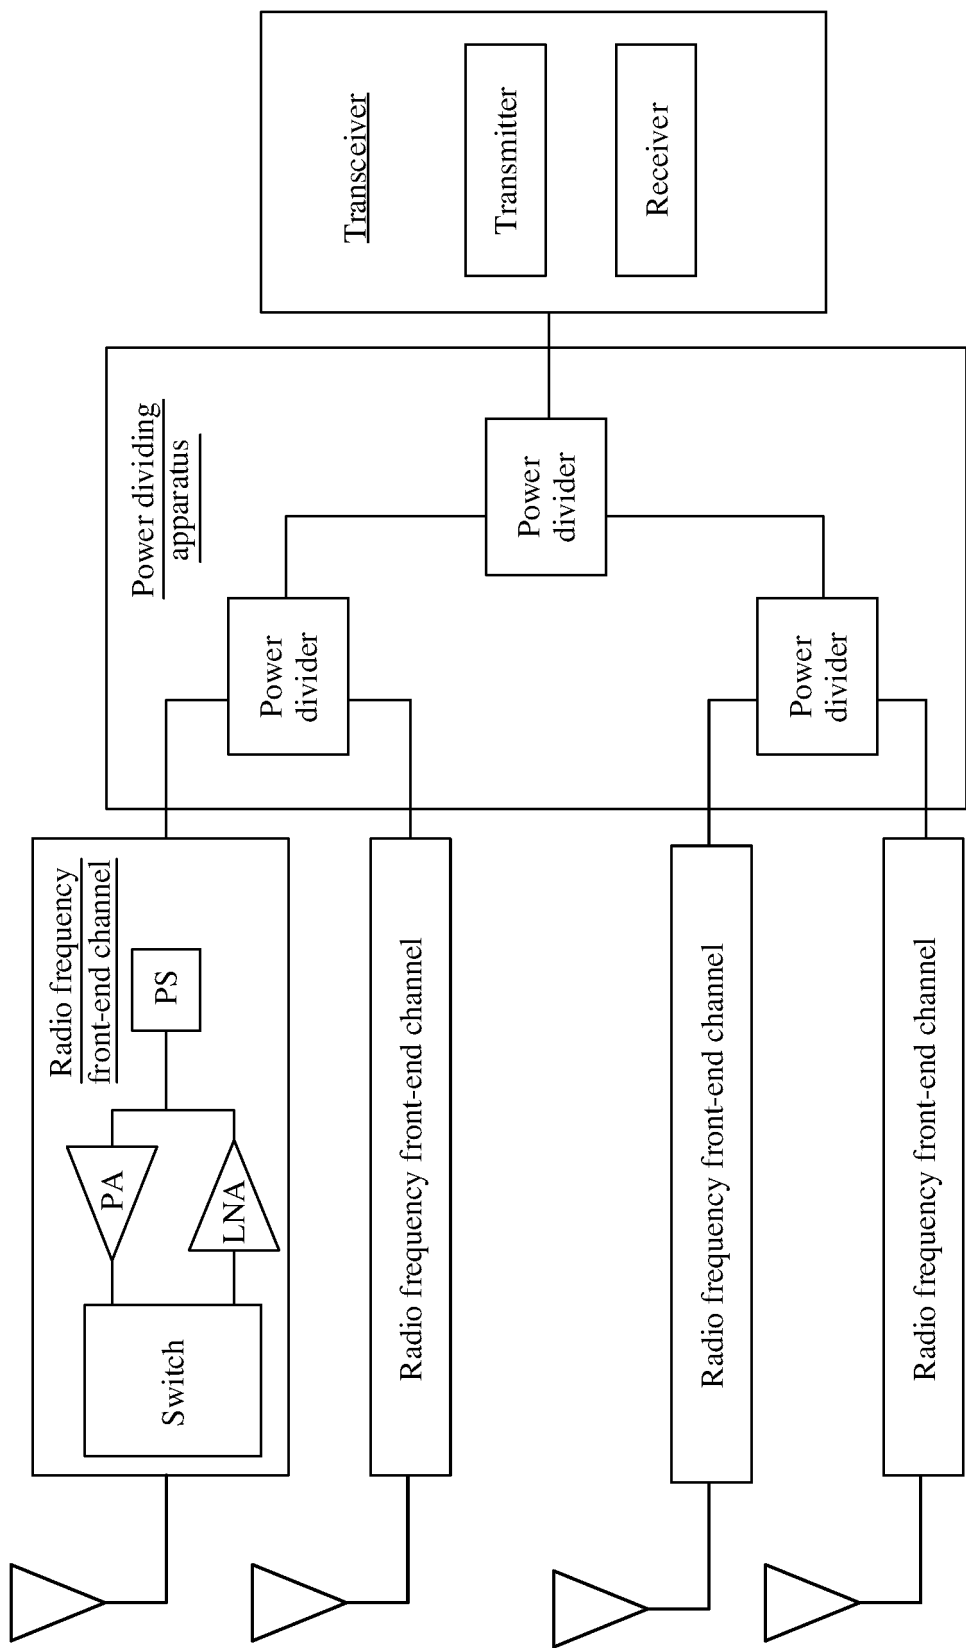 Radio frequency
front-end channel
Switch
PA
LNA
PS
Radio frequency front-end channel
Radio frequency front-end channel
Radio frequency front-end channel
Power dividing
apparatus
Power
divider
Power
divider
Power
divider
Transceiver
Transmitter
Receiver